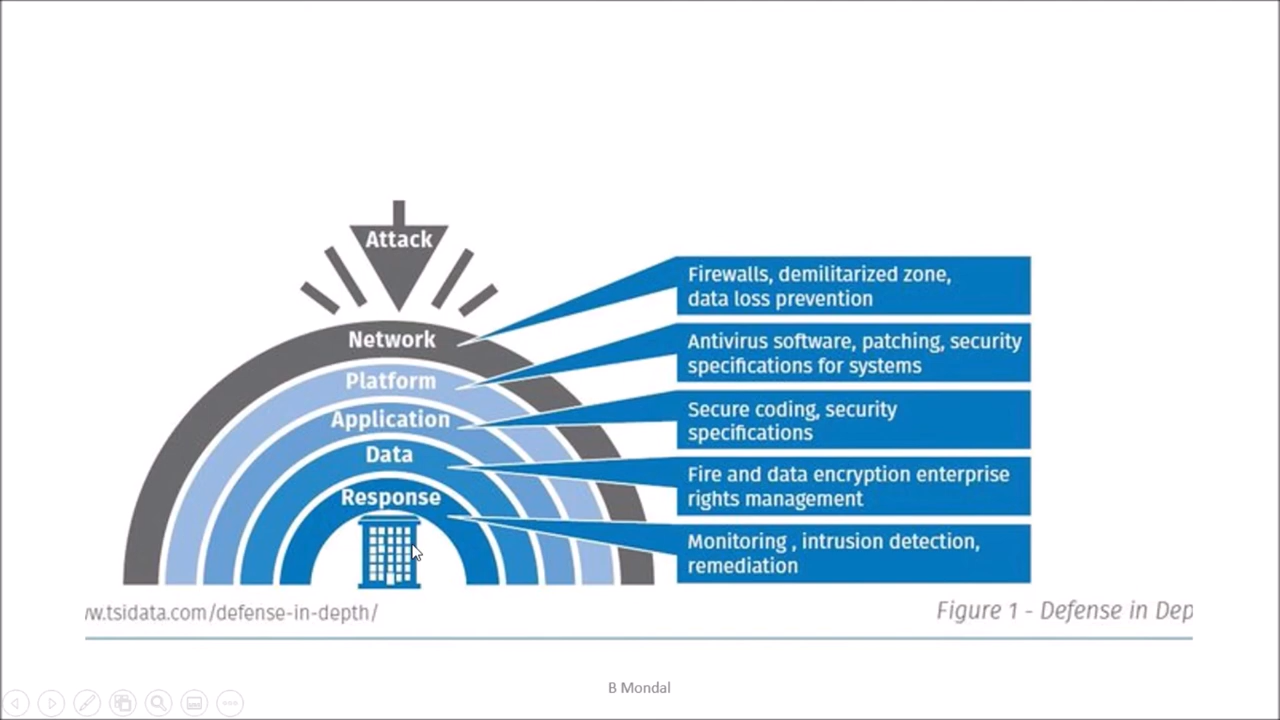 Attack
Network
Platform
Application
Data
Response
Firewalls, demilitarized zone,
data loss prevention
Antivirus software, patching, security
specifications for systems
Secure coding, security
specifications
Fire and data encryption enterprise
rights management
Monitoring , intrusion detection,
remediation
w.tsidata.com/defense-in-depth/
Figure 1 - Defense in Dep
B Mondal